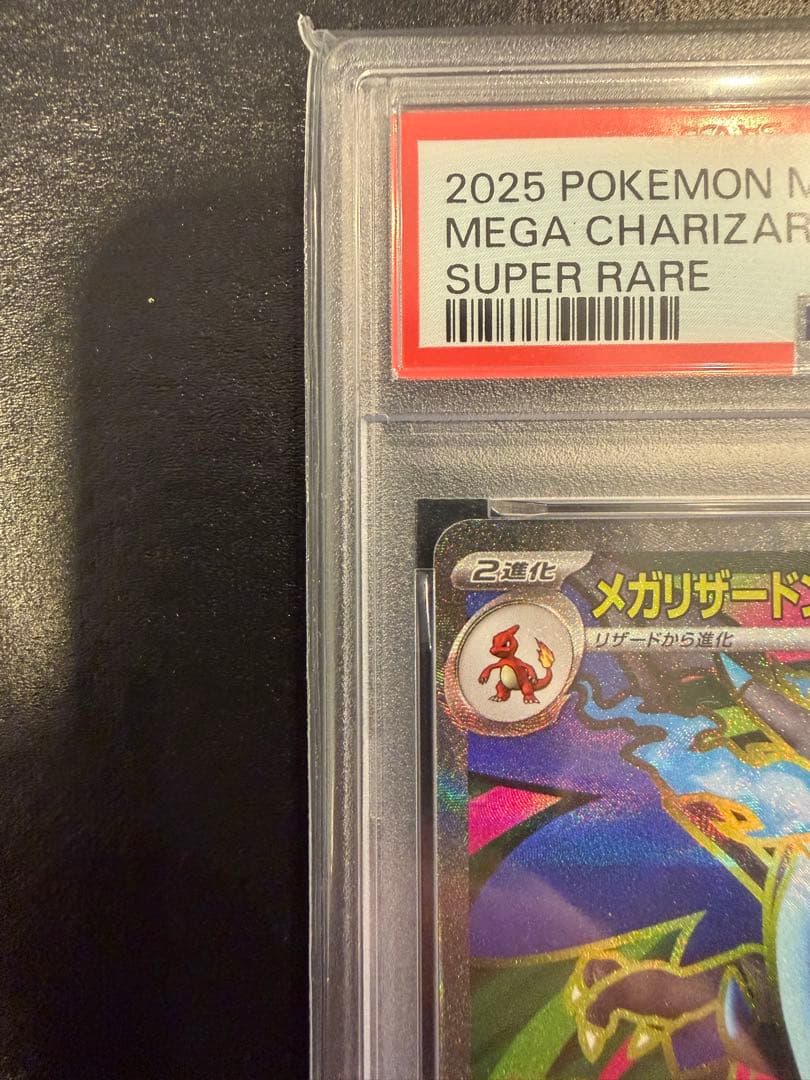 2025 POKEMON M
MEGA CHARIZAR
SUPER RARE
2進化
メガリザードン
リザードから進化